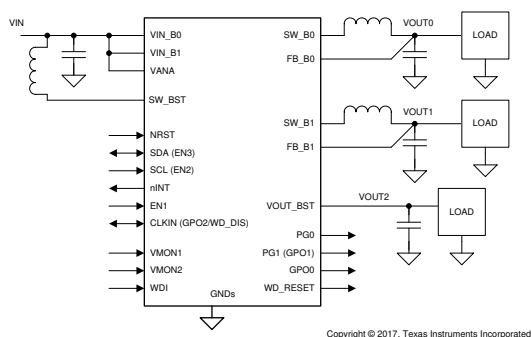 VIN
VIN_B0
VIN_B1
VANA
SW_BST
NRST
SDA (EN3)
SCL (EN2)
nINT
EN1
CLKIN (GPO2/WD_DIS)
VMON1
VMON2
WDI
GNDs
SW_B0
FB_B0
SW_B1
FB_B1
VOUT_BST
PG0
PG1 (GPO1)
GPO0
WD_RESET
VOUT0
LOAD
VOUT1
LOAD
VOUT2
LOAD
Copyright © 2017, Texas Instruments Incorporated